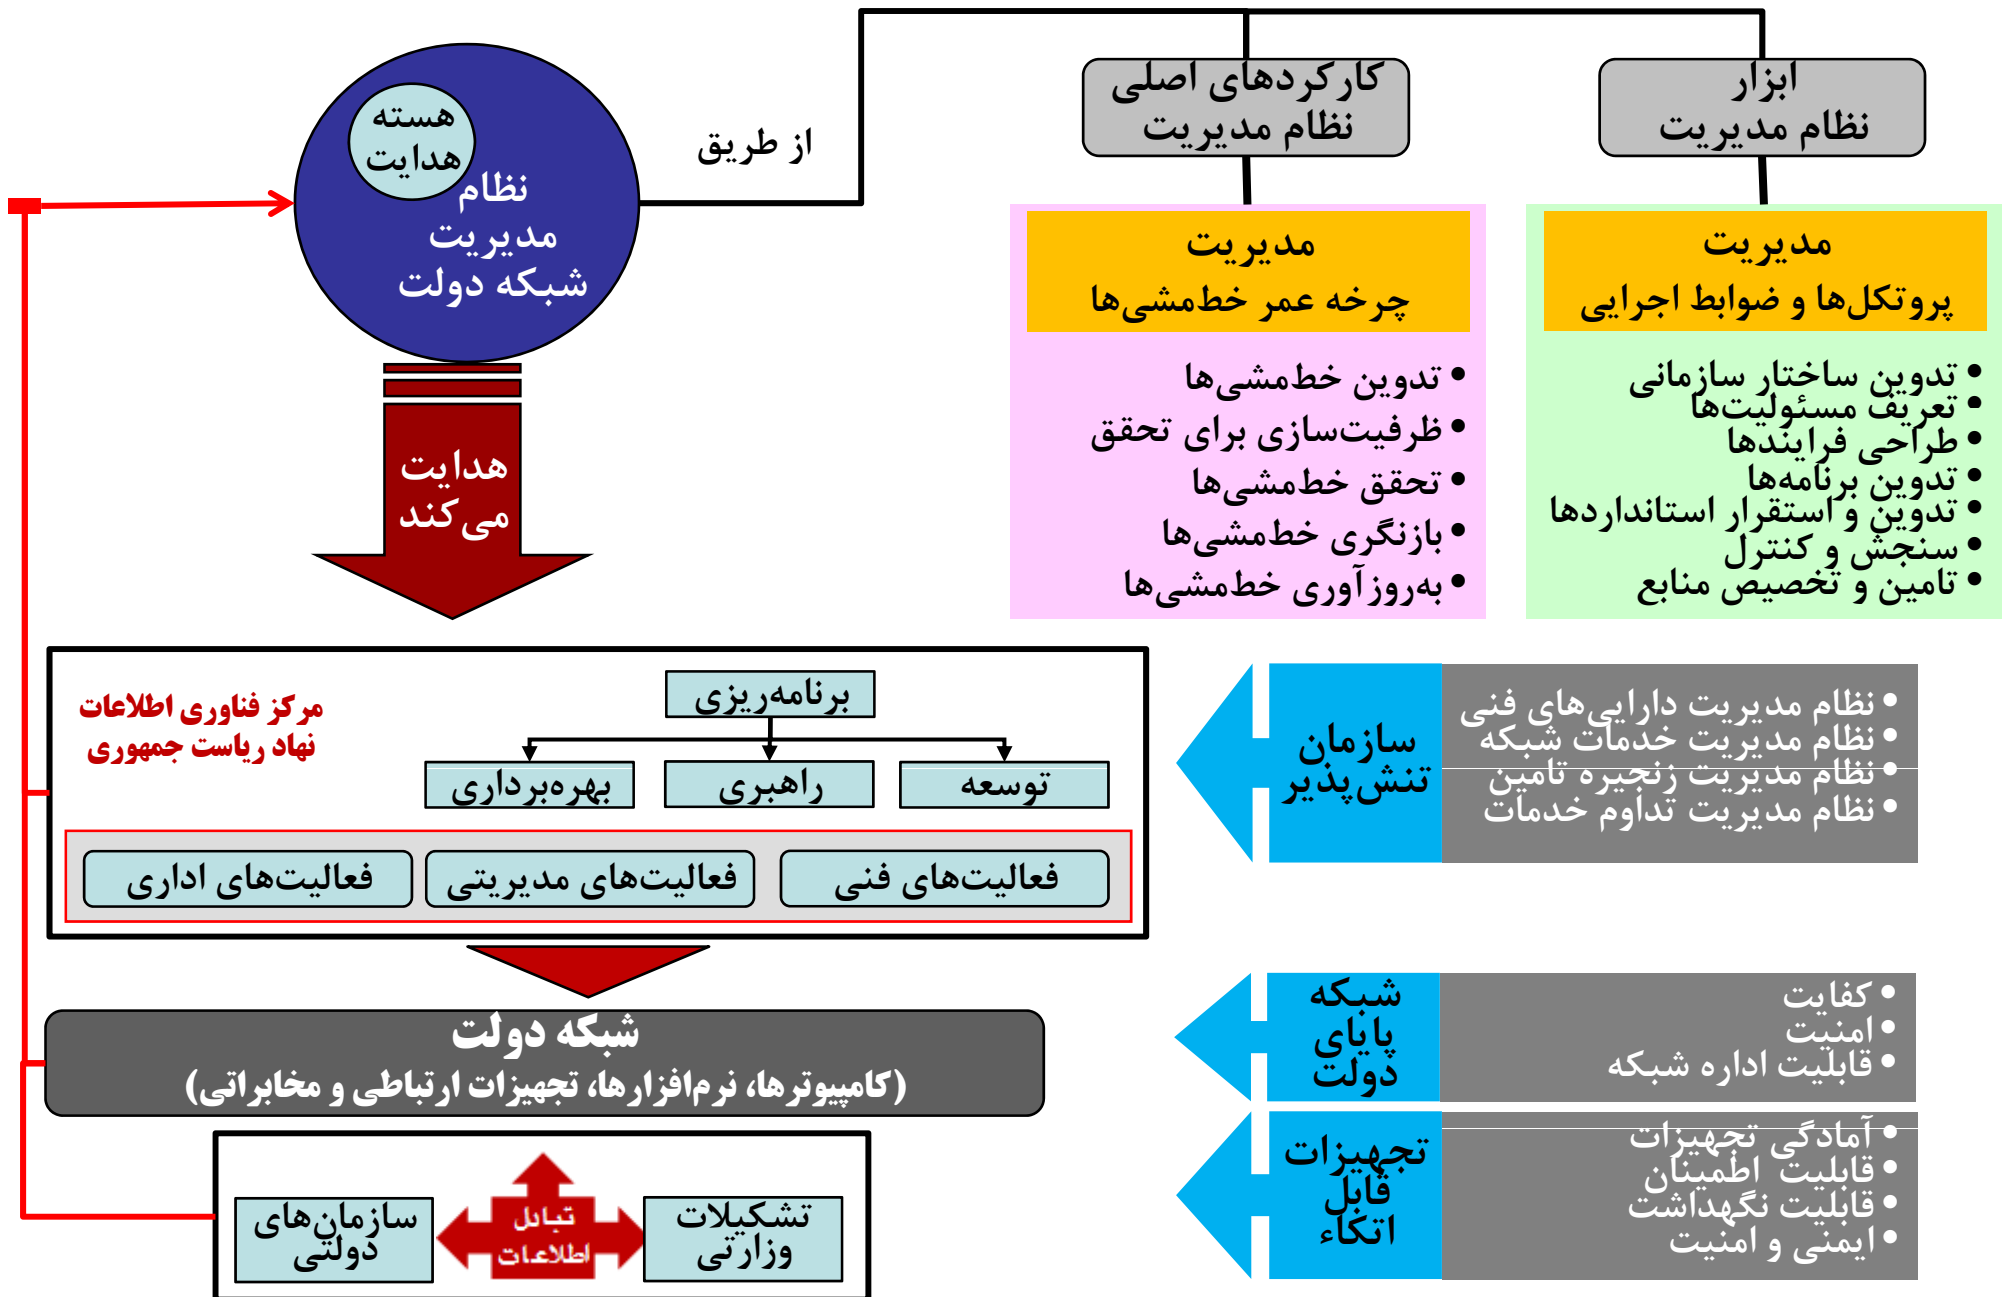 هسته
هدایت
نظام
مدیریت
شبکه دولت
از طریق
کارکردهای اصلی
نظام مدیریت
ابزار
نظام مدیریت
مدیریت
چرخه عمر خط‌مشی‌ها
• تدوین خط‌مشی‌ها
• ظرفیت‌سازی برای تحقق
• تحقق خط‌مشی‌ها
• بازنگری خط‌مشی‌ها
• به‌روزآوری خط‌مشی‌ها
مدیریت
پروتکل‌ها و ضوابط اجرایی
• تدوین ساختار سازمانی
• تعریف مسئولیت‌ها
• طراحی فرایندها
• تدوین برنامه‌ها
• تدوین و استقرار استانداردها
• سنجش و کنترل
• تامین و تخصیص منابع
هدایت
می‌کند
مرکز فناوری اطلاعات
نهاد ریاست جمهوری
برنامه‌ریزی
توسعه
راهبری
بهره‌برداری
فعالیت‌های فنی
فعالیت‌های مدیریتی
فعالیت‌های اداری
سازمان
تنش‌پذیر
• نظام مدیریت دارایی‌های فنی
• نظام مدیریت خدمات شبکه
• نظام مدیریت زنجیره تامین
• نظام مدیریت تداوم خدمات
شبکه دولت
(کامپیوترها، نرم‌افزارها، تجهیزات ارتباطی و مخابراتی)
شبکه
پایای
دولت
• کفایت
• امنیت
• قابلیت اداره شبکه
تشکیلات
وزارتی
تبادل
اطلاعات
سازمان‌های
دولتی
تجهیزات
قابل
اتکاء
• آمادگی تجهیزات
• قابلیت اطمینان
• قابلیت نگهداشت
• ایمنی و امنیت